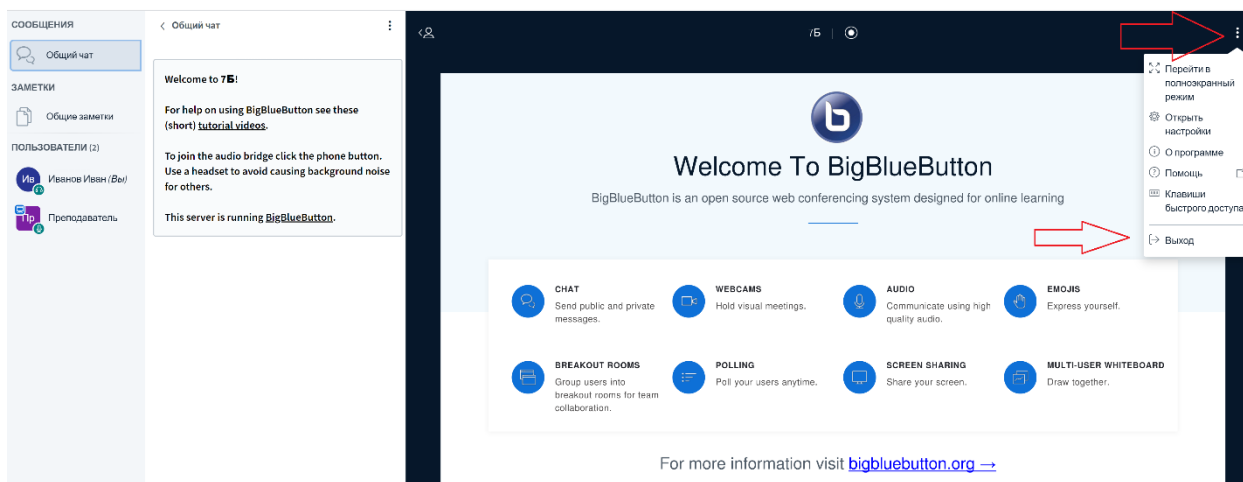 СООБЩЕНИЯ
Общий чат
ЗАМЕТКИ
Общие заметки
ПОЛЬЗОВАТЕЛИ (2)
Ив
Иванов Иван (Вы)
Пр
Преподаватель
Общий чат
Welcome to 7Б!
For help on using BigBlueButton see these
(short) tutorial videos.
To join the audio bridge click the phone button.
Use a headset to avoid causing background noise
for others.
This server is running BigBlueButton.
7Б
b
Welcome To BigBlueButton
BigBlueButton is an open source web conferencing system designed for online learning
CHAT
Send public and private
messages.
WEBCAMS
Hold visual meetings.
AUDIO
Communicate using high
quality audio.
EMOJIS
Express yourself.
BREAKOUT ROOMS
Group users into
breakout rooms for team
collaboration.
POLLING
Poll your users anytime.
SCREEN SHARING
Share your screen.
MULTI-USER WHITEBOARD
Draw together.
For more information visit bigbluebutton.org →
Перейти в
полноэкранный
режим
Открыть
настройки
О программе
Помощь
Клавиши
быстрого доступа
Выход